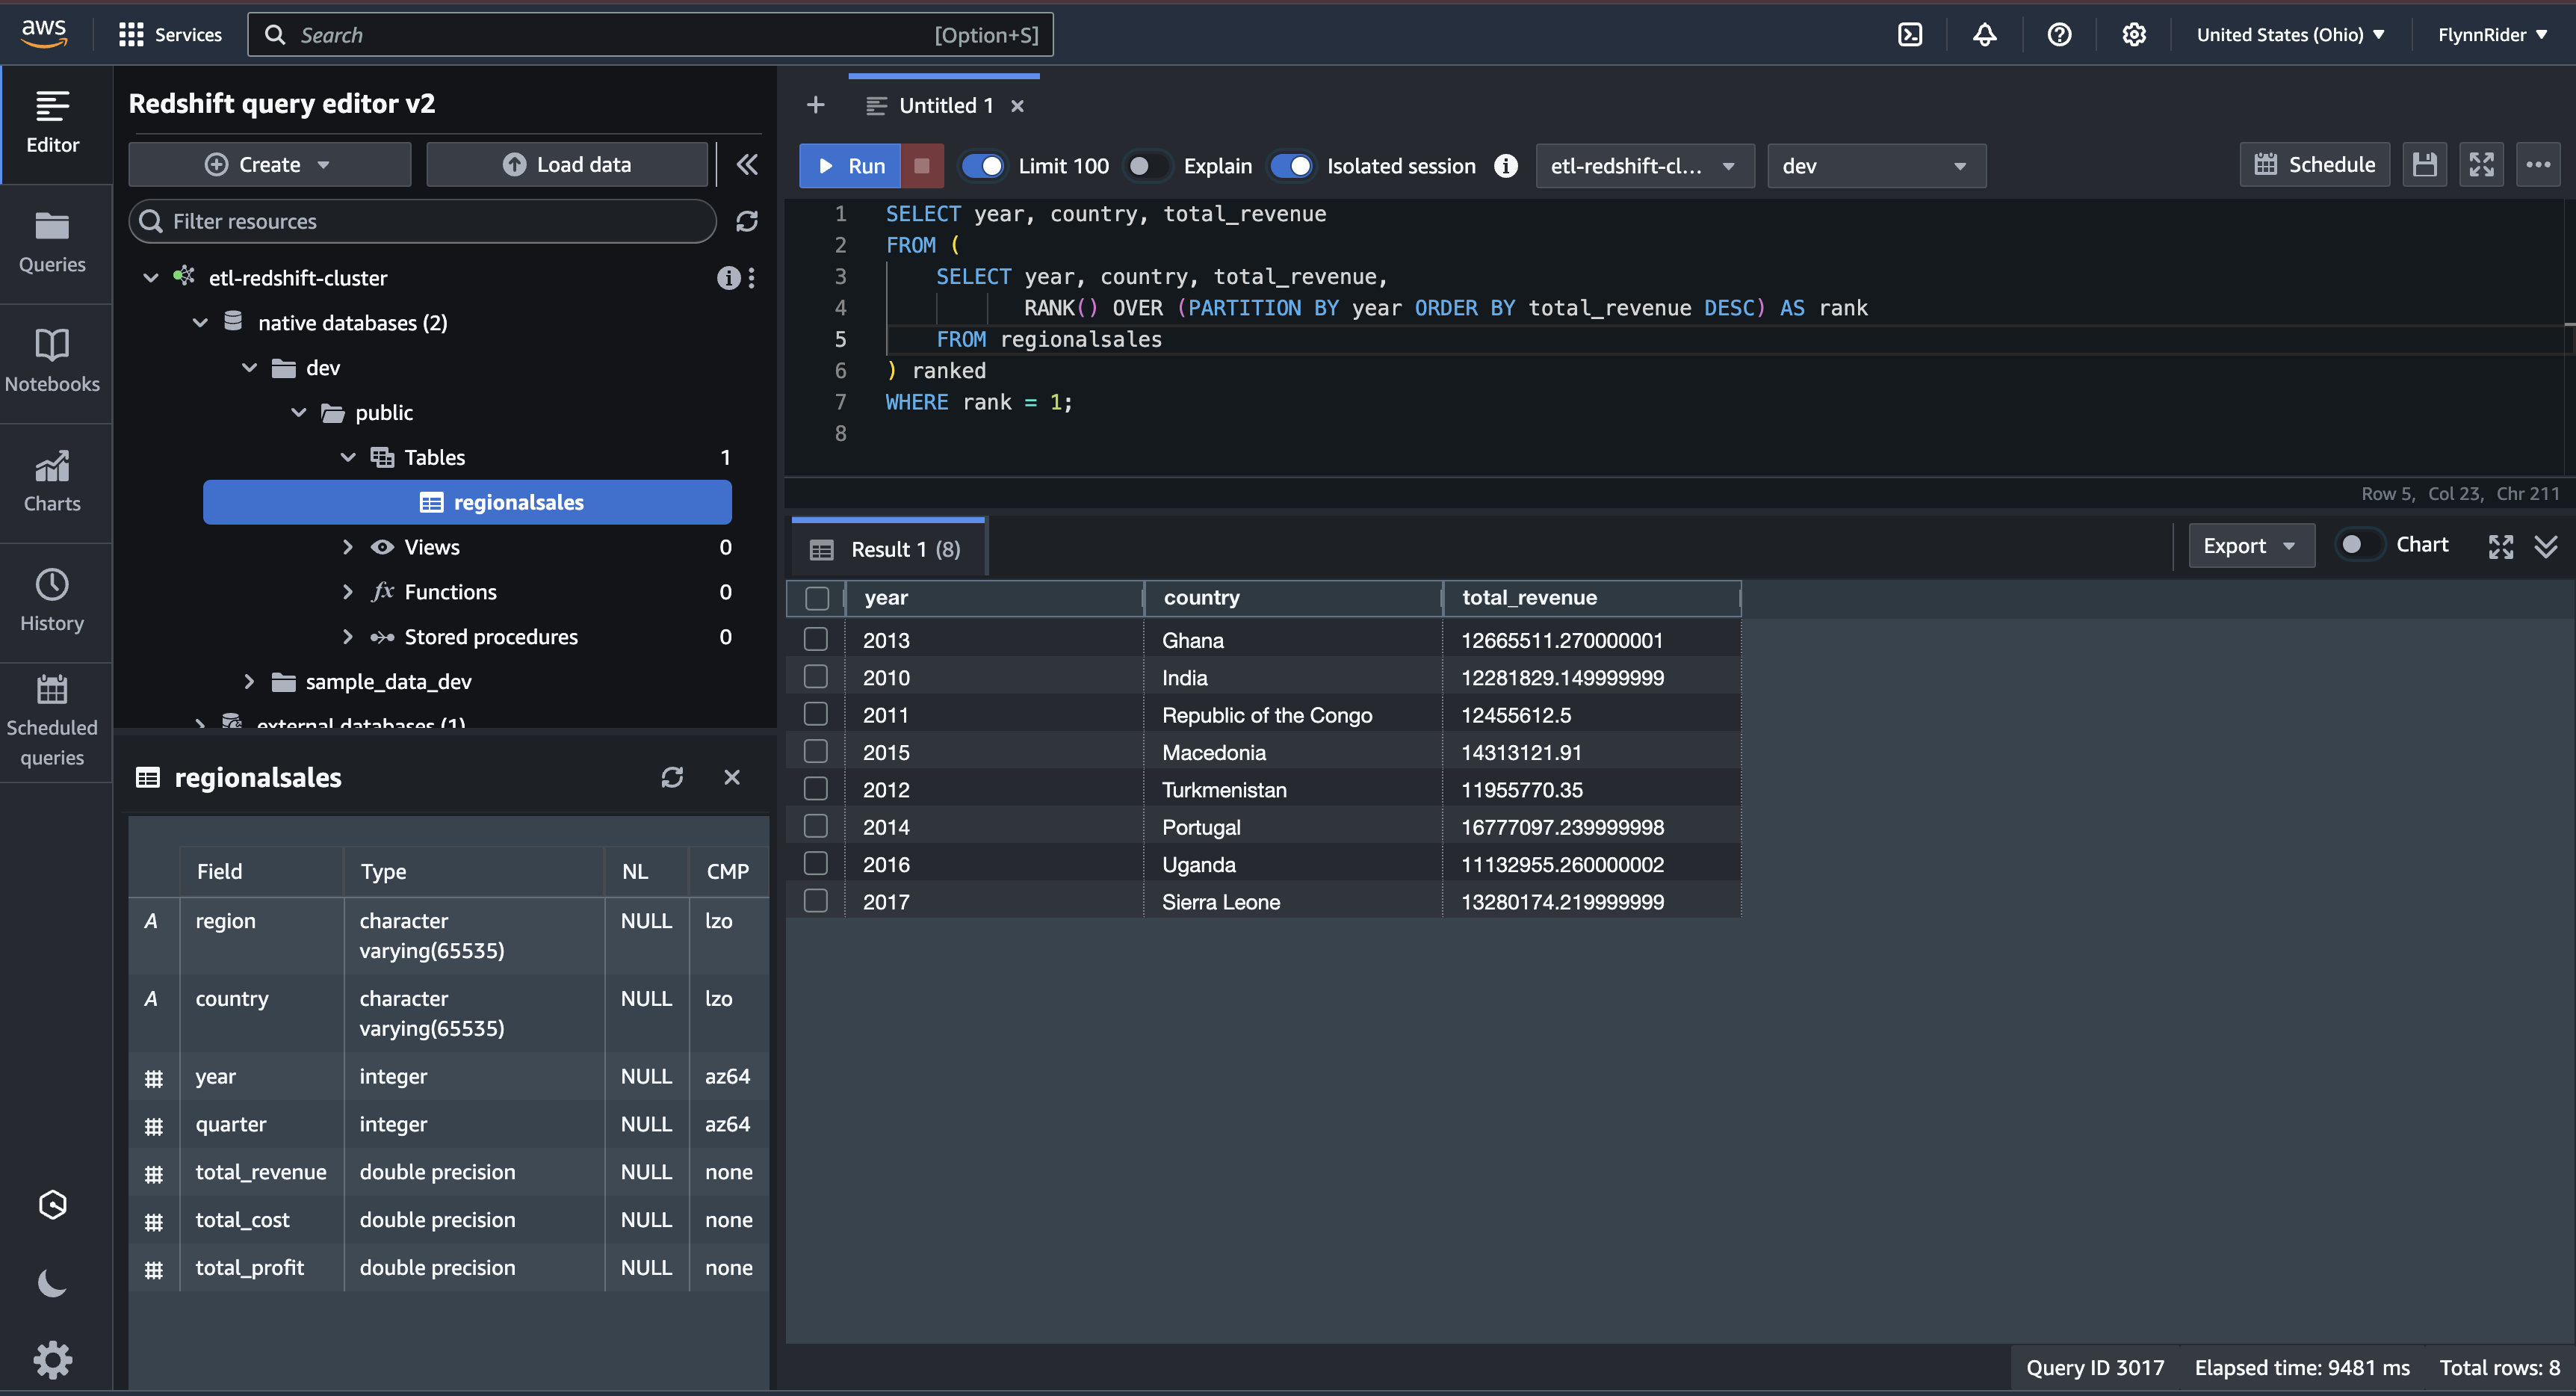 aws
Services
Search
[Option+S]
United States (Ohio)
FlynnRider
Editor
Queries
Notebooks
Charts
History
Scheduled
queries
Redshift query editor v2
Create
Load data
Filter resources
etl-redshift-cluster
native databases (2)
dev
public
Tables 1
regionalsales
Views 0
fx Functions 0
Stored procedures 0
sample_data_dev
external databases (1)
regionalsales
Field Type NL CMP
A region character varying(65535) NULL lzo
A country character varying(65535) NULL lzo
year integer NULL az64
quarter integer NULL az64
total_revenue double precision NULL none
total_cost double precision NULL none
total_profit double precision NULL none
+ Untitled 1
Run Limit 100 Explain Isolated session etl-redshift-cl... dev Schedule
1 SELECT year, country, total_revenue
2 FROM (
3 SELECT year, country, total_revenue,
4 RANK() OVER (PARTITION BY year ORDER BY total_revenue DESC) AS rank
5 FROM regionalsales
6 ) ranked
7 WHERE rank = 1;
8
Row 5, Col 23, Chr 211
Result 1 (8)
Export Chart
year country total_revenue
2013 Ghana 12665511.270000001
2010 India 12281829.149999999
2011 Republic of the Congo 12455612.5
2015 Macedonia 14313121.91
2012 Turkmenistan 11955770.35
2014 Portugal 16777097.239999998
2016 Uganda 11132955.260000002
2017 Sierra Leone 13280174.219999999
Query ID 3017 Elapsed time: 9481 ms Total rows: 8